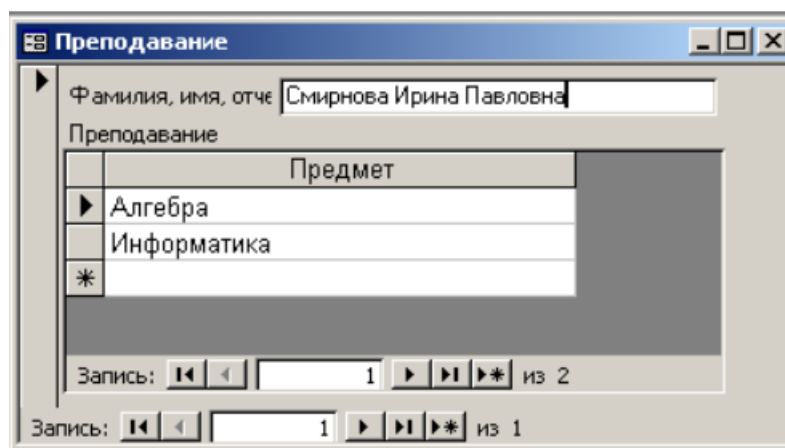 Преподавание
Фамилия, имя, отче Смирнова Ирина Павловна
Преподавание
Предмет
Алгебра
Информатика
Запись: 1 из 2
Запись: 1 из 1